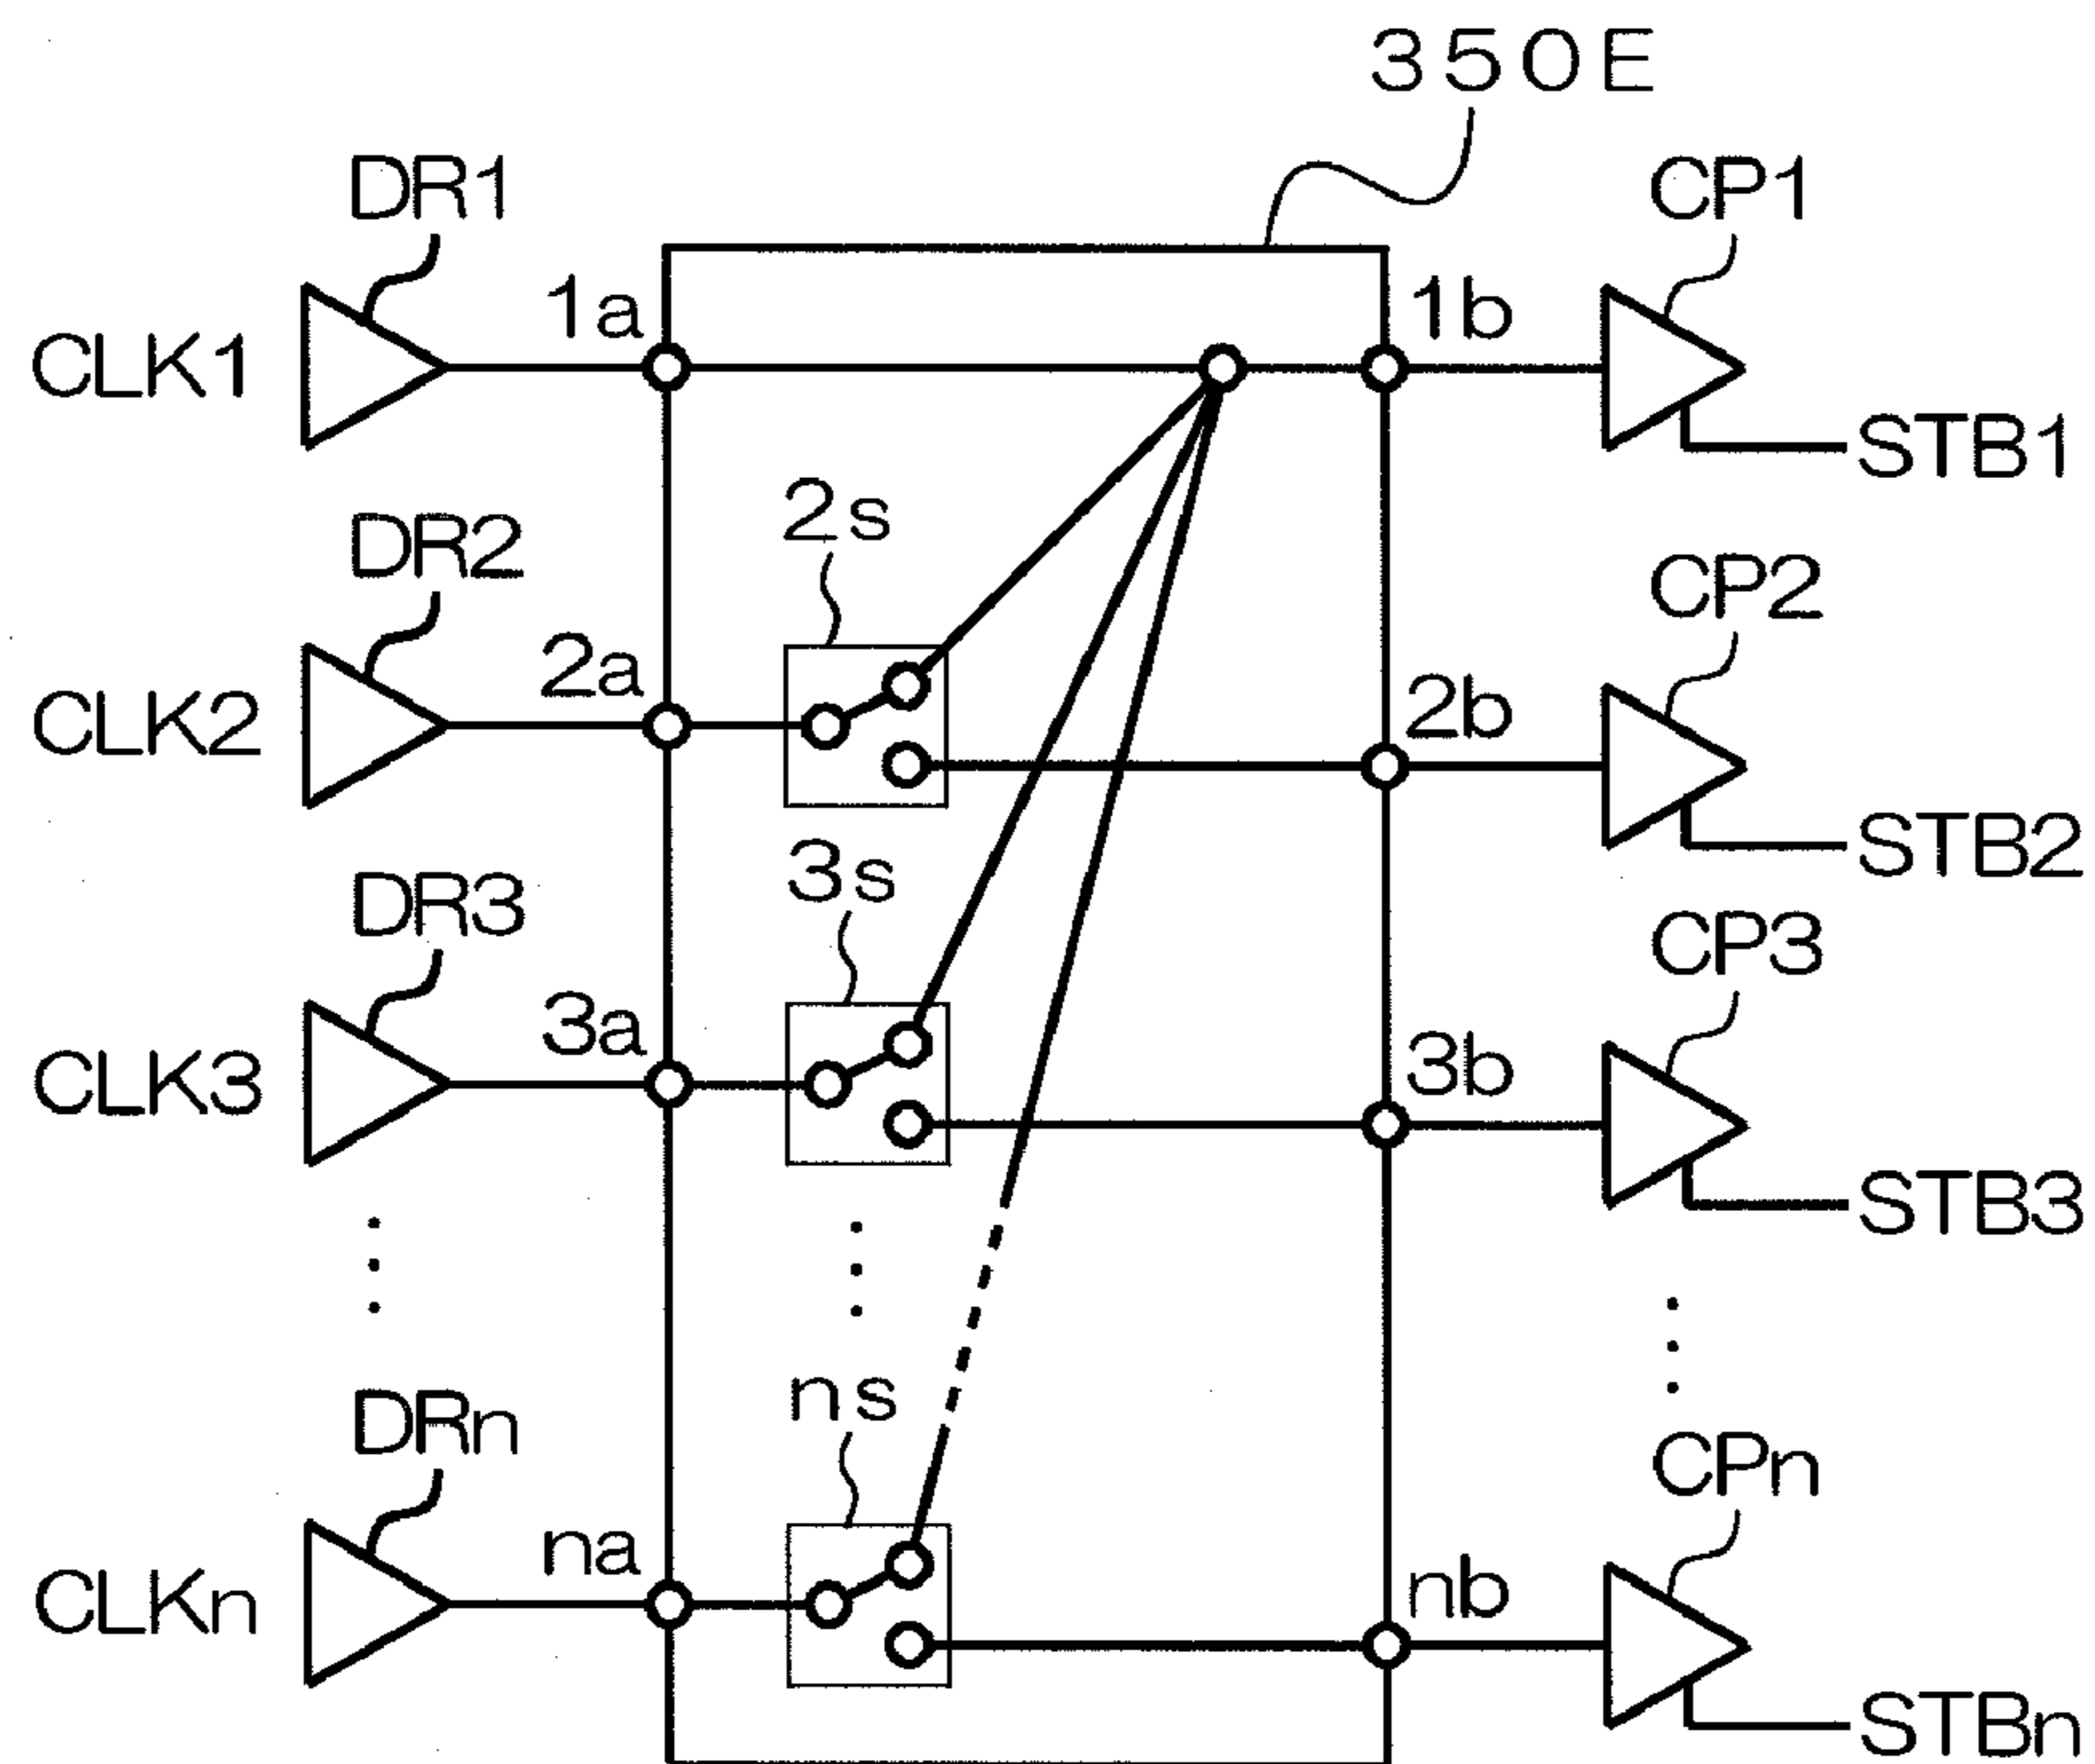 350E
DR1
CP1
1a
1b
CLK1
STB1
2s
DR2
CP2
2a
2b
CLK2
STB2
3s
DR3
CP3
3a
3b
CLK3
STB3
ns
DRn
CPn
na
nb
CLKn
STBn